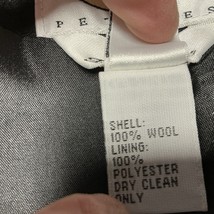 SHELL:
100% WOOL
LINING:
100%
POLYESTER
DRY CLEAN
ONLY